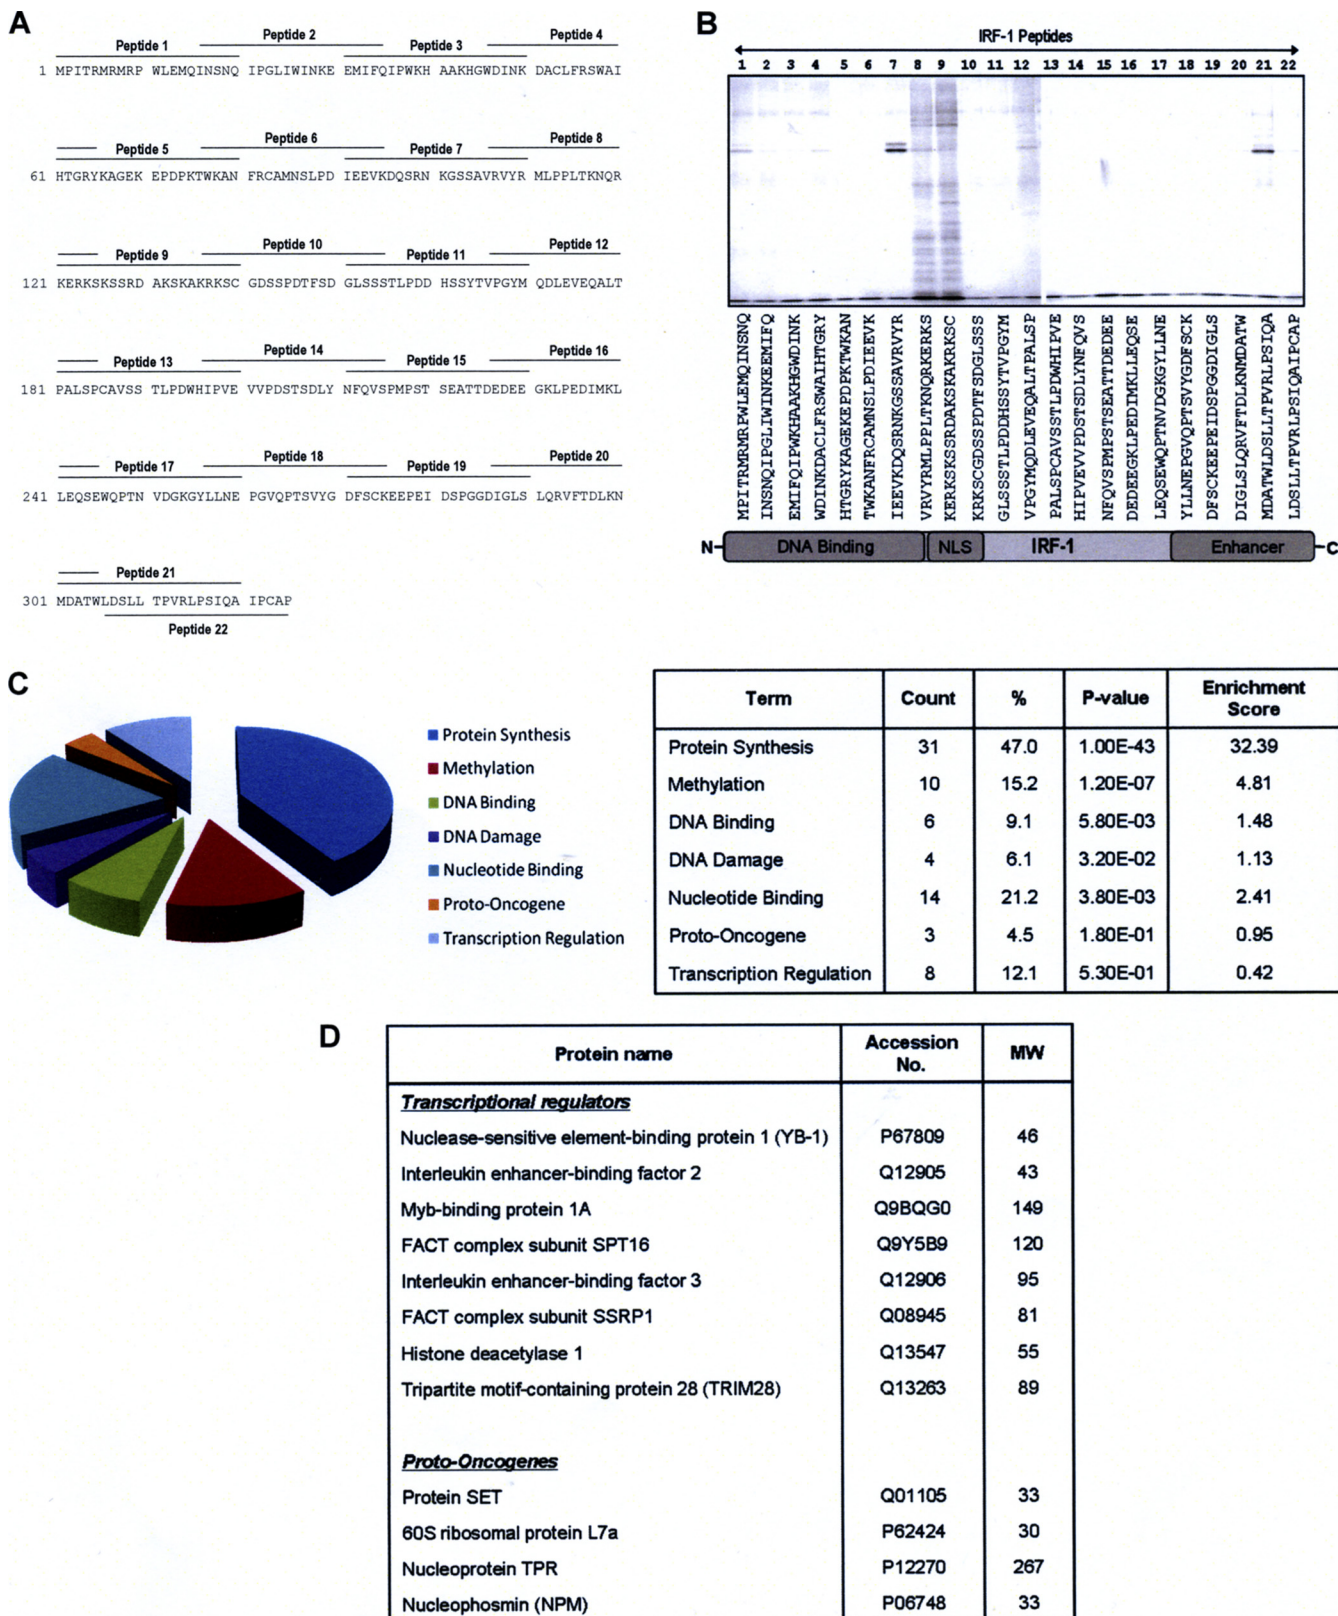 A
Peptide 1 Peptide 2 Peptide 3 Peptide 4
1 MPITRMRMRP WLEMQINSNQ IPGLIWINKE EMIFQIPWKH AAKHGWDINK DACLFRSWAI
Peptide 5 Peptide 6 Peptide 7 Peptide 8
61 HTGRYKAGEK EPDPKTWKAN FRCAMNSLPD IEEVKDQSRN KGSSAVRVYR MLPPLTKNQR
Peptide 9 Peptide 10 Peptide 11 Peptide 12
121 KERKSKSSRD AKSKAKRKSC GDSSPDTFSD GLSSSTLPDD HSSYTVPGYM QDLEVEQALT
Peptide 13 Peptide 14 Peptide 15 Peptide 16
181 PALSPCAVSS TLPDWHIPVE VVPDSTSDLY NFQVSPMPST SEATTDEDEE GKLPEDIMKL
Peptide 17 Peptide 18 Peptide 19 Peptide 20
241 LEQSEWQPTN VDGKGYLLNE PGVQPTSVYG DFSCKEEPEI DSPGGDIGLS LQRVFTDLKN
Peptide 21
301 MDATWLDSLL TPVRLPSIQA IPCAP
Peptide 22
B
IRF-1 Peptides
1 2 3 4 5 6 7 8 9 10 11 12 13 14 15 16 17 18 19 20 21 22
MPITRMRMRPWLEMQINSNQ
INSNQIPGLIWINKEEMIFQ
EMIFQIPWKHAAKHGWDINK
WDINKDACLFRSWAIHTGRY
HTGRYKAGEKEPDPKTWKAN
TWKANFRCAMNSLPDIEEVK
IEEVKDQSRNKGSSAVRVYR
VRVYRMLPPLTKNQRKERKS
KERKSKSSRDAKSKAKRKSC
KRKSCGDSSPDTFSDGLSSS
GLSSSTLPDDHSSYTVPGYM
VPGYMQDLEVEQALTPALSP
PALSPCAVSSTLPDWHIPVE
HIPVEVVPDSTSDLYNFQVS
NFQVSPMPSTSEATTDEDEE
DEDEEGKLPEDIMKLLEQSE
LEQSEWQPTNVDGKGYLLNE
YLLNEPGVQPTSVYGDFSCK
DFSCKEEPEIDSPGGDIGLS
DIGLSLQRVFTDLKNMDATW
MDATWLDSLLTPVRLPSIQA
LDSLLTPVRLPSIQAIPCAP
N- DNA Binding NLS IRF-1 Enhancer -C
C
Protein Synthesis
Methylation
DNA Binding
DNA Damage
Nucleotide Binding
Proto-Oncogene
Transcription Regulation
Term Count % P-value Enrichment Score
Protein Synthesis 31 47.0 1.00E-43 32.39
Methylation 10 15.2 1.20E-07 4.81
DNA Binding 6 9.1 5.80E-03 1.48
DNA Damage 4 6.1 3.20E-02 1.13
Nucleotide Binding 14 21.2 3.80E-03 2.41
Proto-Oncogene 3 4.5 1.80E-01 0.95
Transcription Regulation 8 12.1 5.30E-01 0.42
D
Protein name Accession No. MW
Transcriptional regulators
Nuclease-sensitive element-binding protein 1 (YB-1) P67809 46
Interleukin enhancer-binding factor 2 Q12905 43
Myb-binding protein 1A Q9BQG0 149
FACT complex subunit SPT16 Q9Y5B9 120
Interleukin enhancer-binding factor 3 Q12906 95
FACT complex subunit SSRP1 Q08945 81
Histone deacetylase 1 Q13547 55
Tripartite motif-containing protein 28 (TRIM28) Q13263 89
Proto-Oncogenes
Protein SET Q01105 33
60S ribosomal protein L7a P62424 30
Nucleoprotein TPR P12270 267
Nucleophosmin (NPM) P06748 33